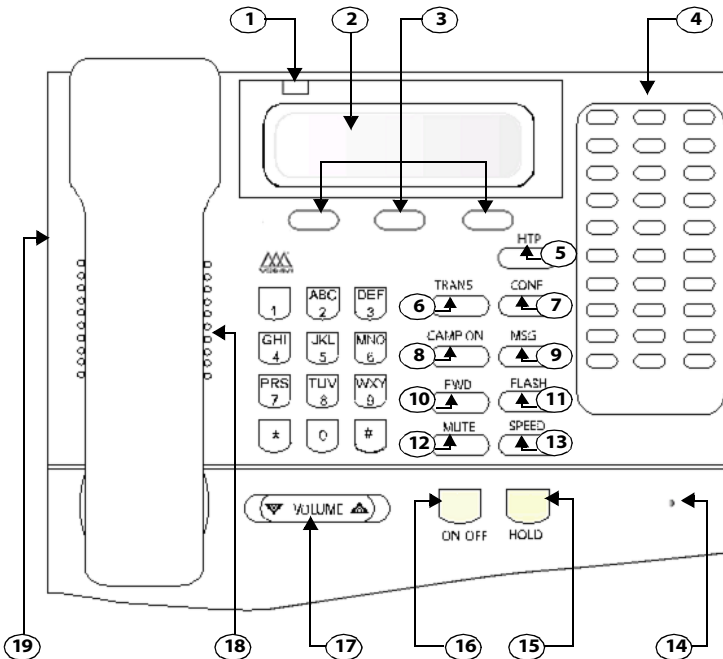 1 2 3 4
HTP
5
19
TRANS CONF
6 7
1 ABC 2 DEF 3
CAMP ON MSG
8 9
GHI 4 JKL 5 MNO 6
18
FWD FLASH
10 11
PRS 7 TUV 8 WXY 9
MUTE SPEED
12 13
* 0 #
VOLUME
ON OFF HOLD
19 18 17 16 15 14